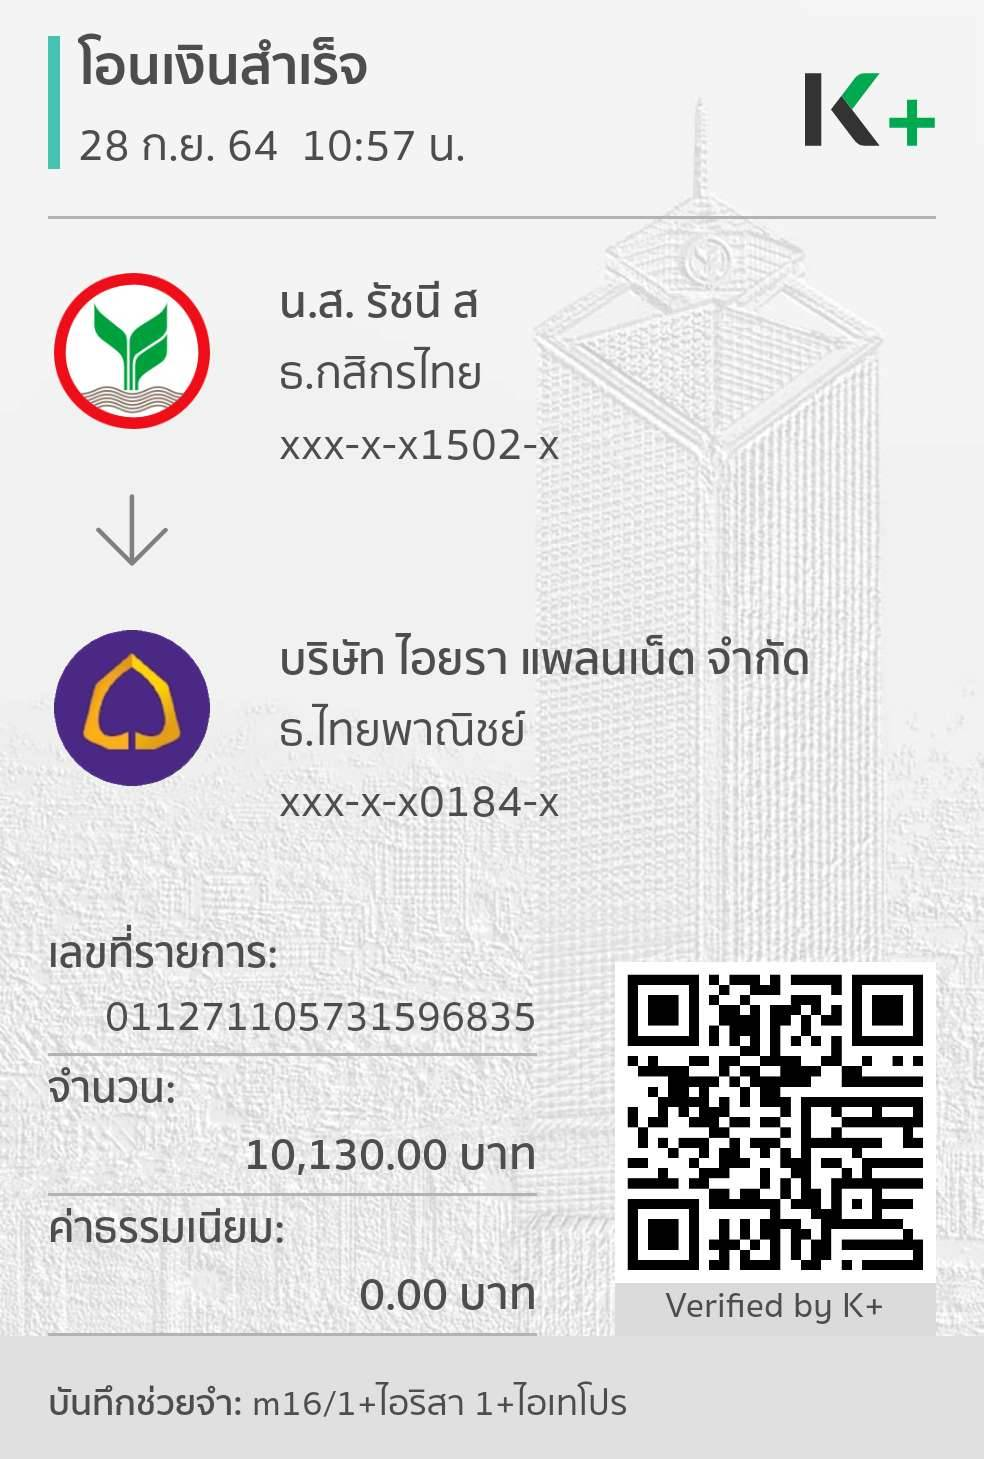 โอนเงินสำเร็จ
28 ก.ย. 64 10:57 น.
K+
น.ส. รัชนี ส
ธ.กสิกรไทย
xxx-x-x1502-x
บริษัท ไอยรา แพลนเน็ต จำกัด
ธ.ไทยพาณิชย์
xxx-x-x0184-x
เลขที่รายการ:
011271105731596835
จำนวน:
10,130.00 บาท
ค่าธรรมเนียม:
0.00 บาท
Verified by K+
บันทึกช่วยจำ: m16/1+ไอริสา 1+ไอเทโปร